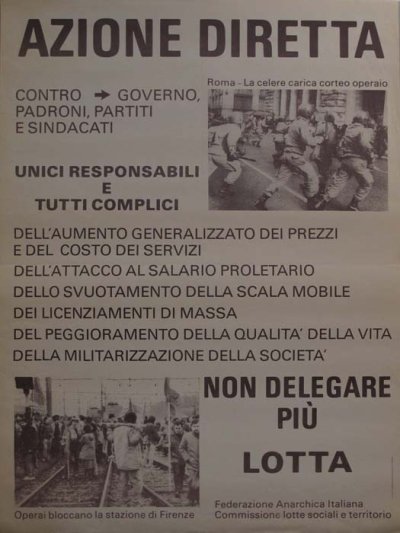 AZIONE DIRETTA
CONTRO → GOVERNO,
PADRONI, PARTITI
E SINDACATI
Roma - La celere carica corteo operaio
UNICI RESPONSABILI
E
TUTTI COMPLICI
DELL'AUMENTO GENERALIZZATO DEI PREZZI
E DEL COSTO DEI SERVIZI
DELL'ATTACCO AL SALARIO PROLETARIO
DELLO SVUOTAMENTO DELLA SCALA MOBILE
DEI LICENZIAMENTI DI MASSA
DEL PEGGIORAMENTO DELLA QUALITA' DELLA VITA
DELLA MILITARIZZAZIONE DELLA SOCIETA'
NON DELEGARE
PIÙ
LOTTA
Operai bloccano la stazione di Firenze
Federazione Anarchica Italiana
Commissione lotte sociali e territorio